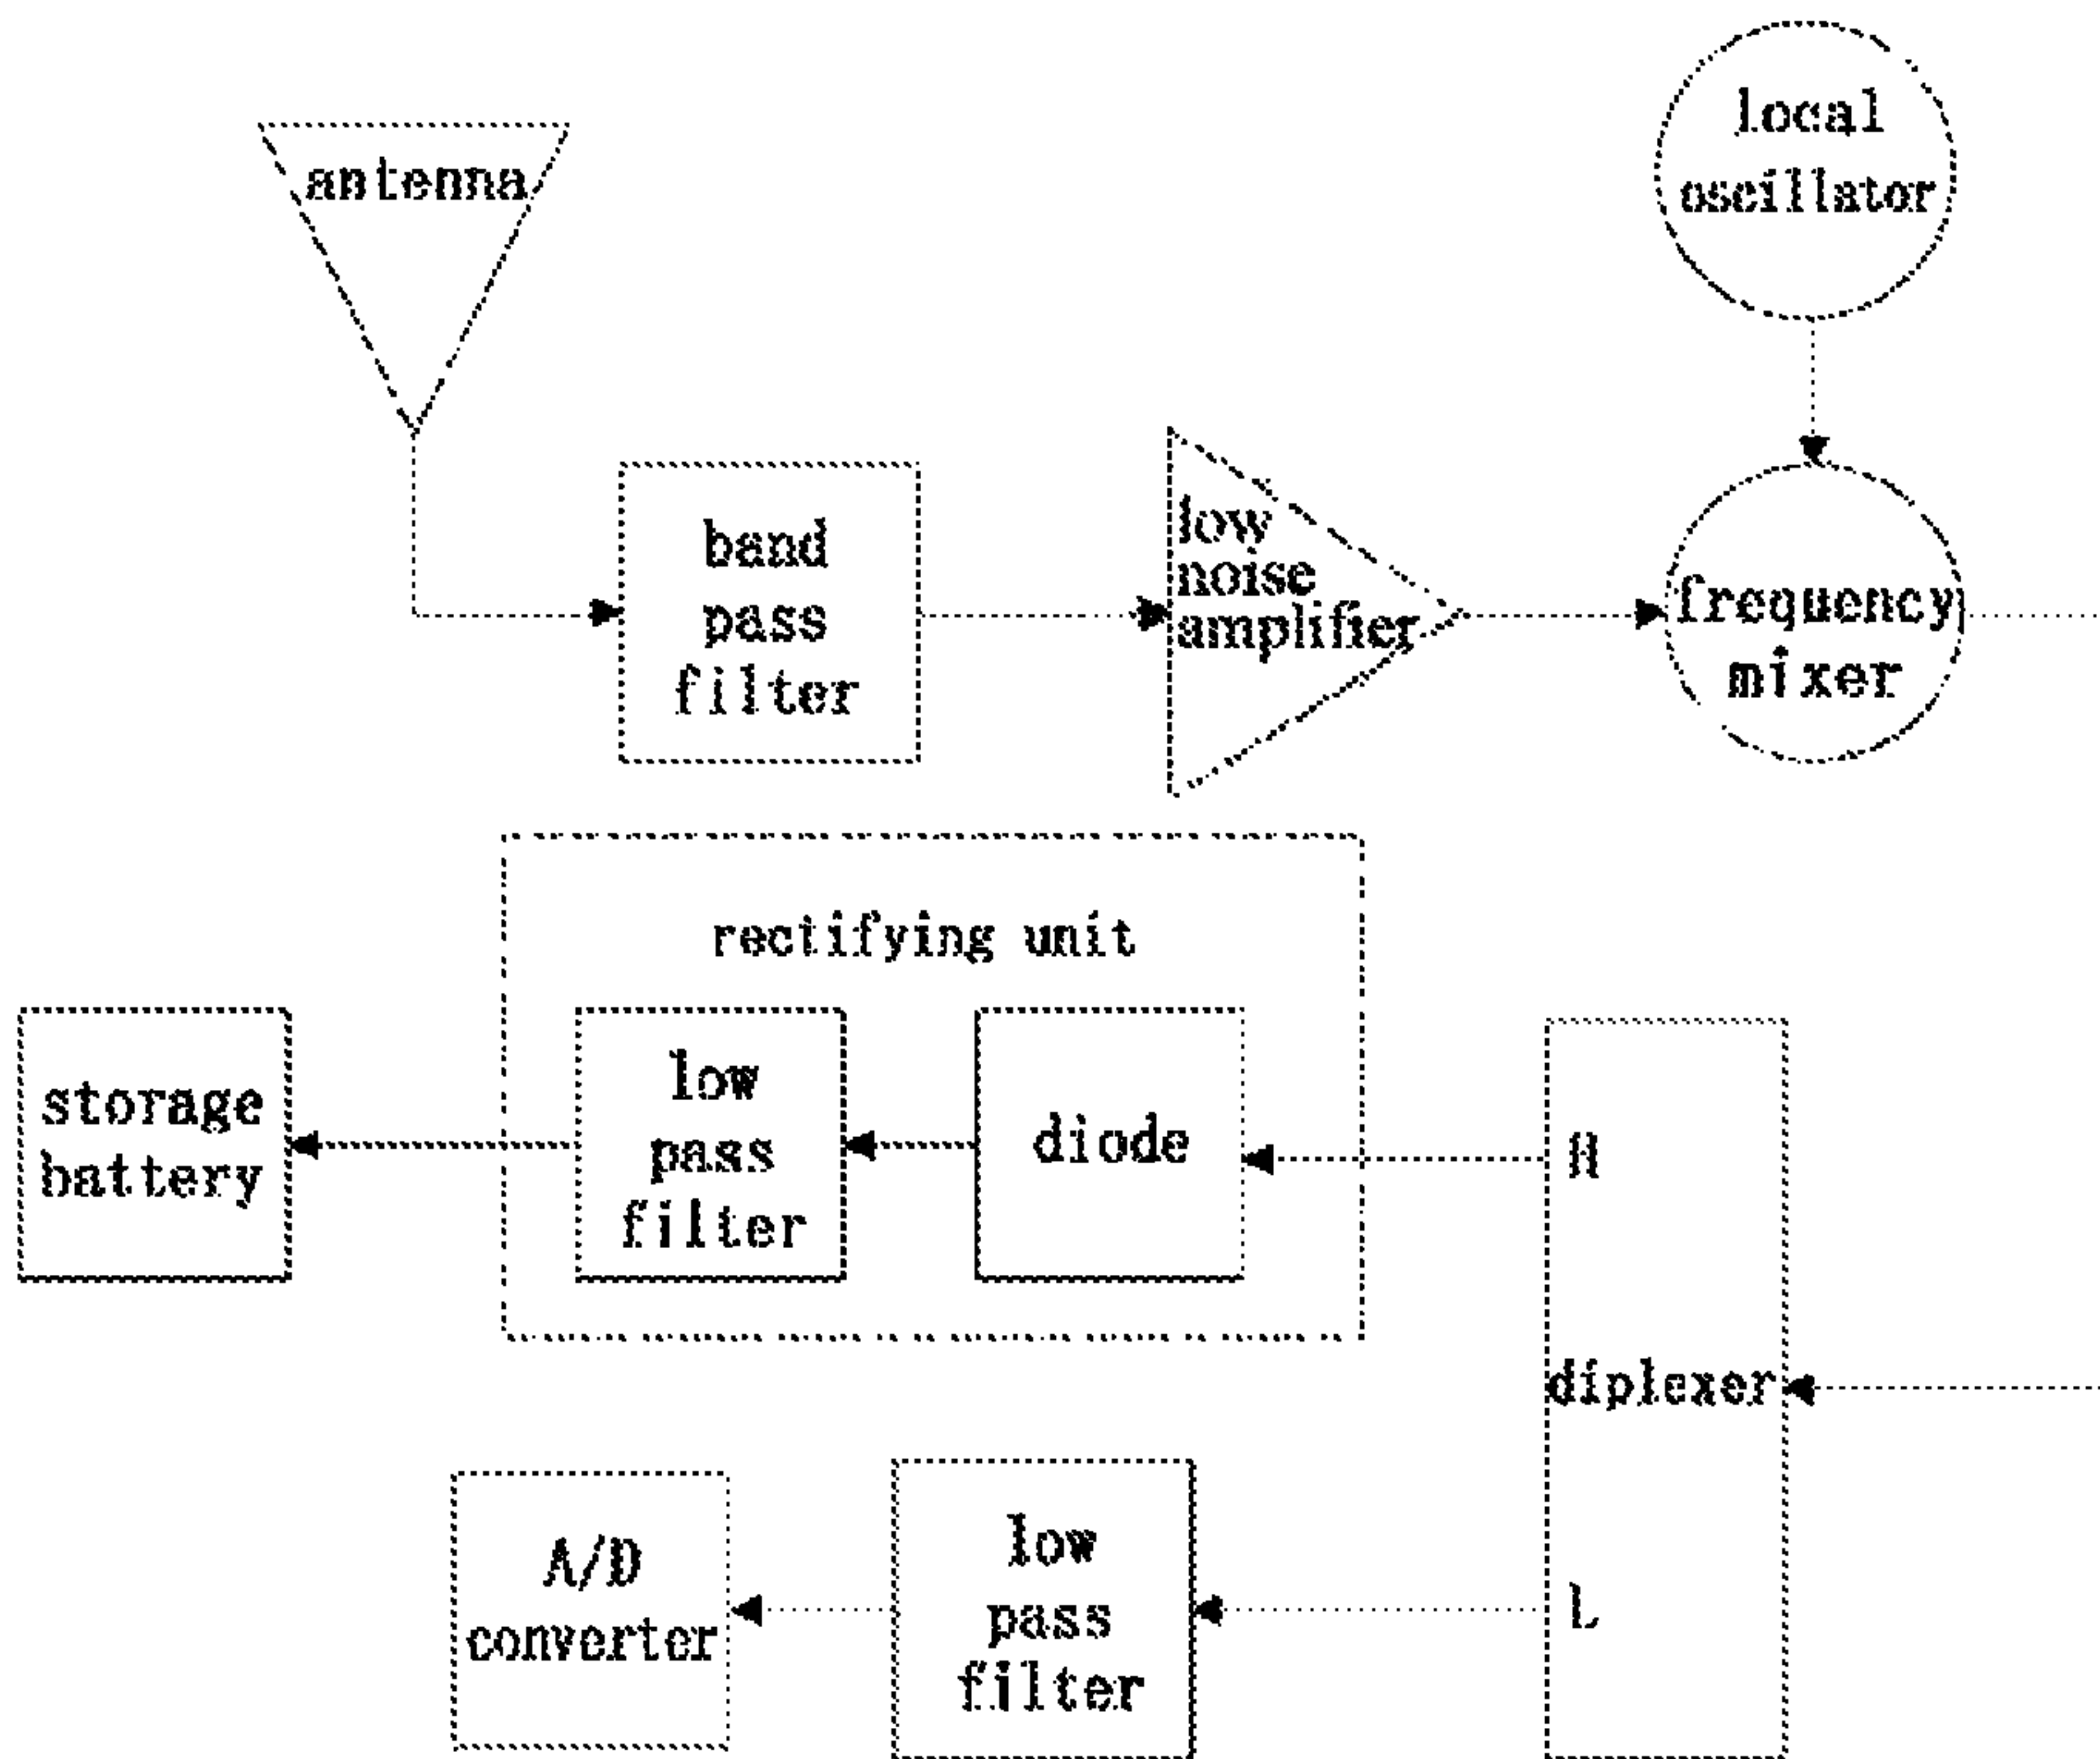 antenna
local
oscillator
band
pass
filter
low
noise
amplifier
frequency
mixer
rectifying unit
storage
battery
low
pass
filter
diode
H
diplexer
L
A/D
converter
low
pass
filter